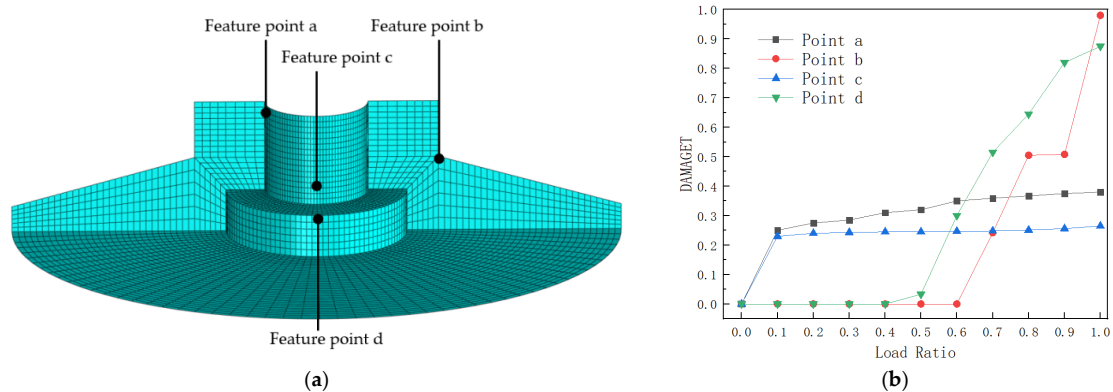 Feature point a
Feature point b
Feature point c
Feature point d
(a)
DAMAGET
1.0
0.9
0.8
0.7
0.6
0.5
0.4
0.3
0.2
0.1
0.0
Point a
Point b
Point c
Point d
0.0 0.1 0.2 0.3 0.4 0.5 0.6 0.7 0.8 0.9 1.0
Load Ratio
(b)